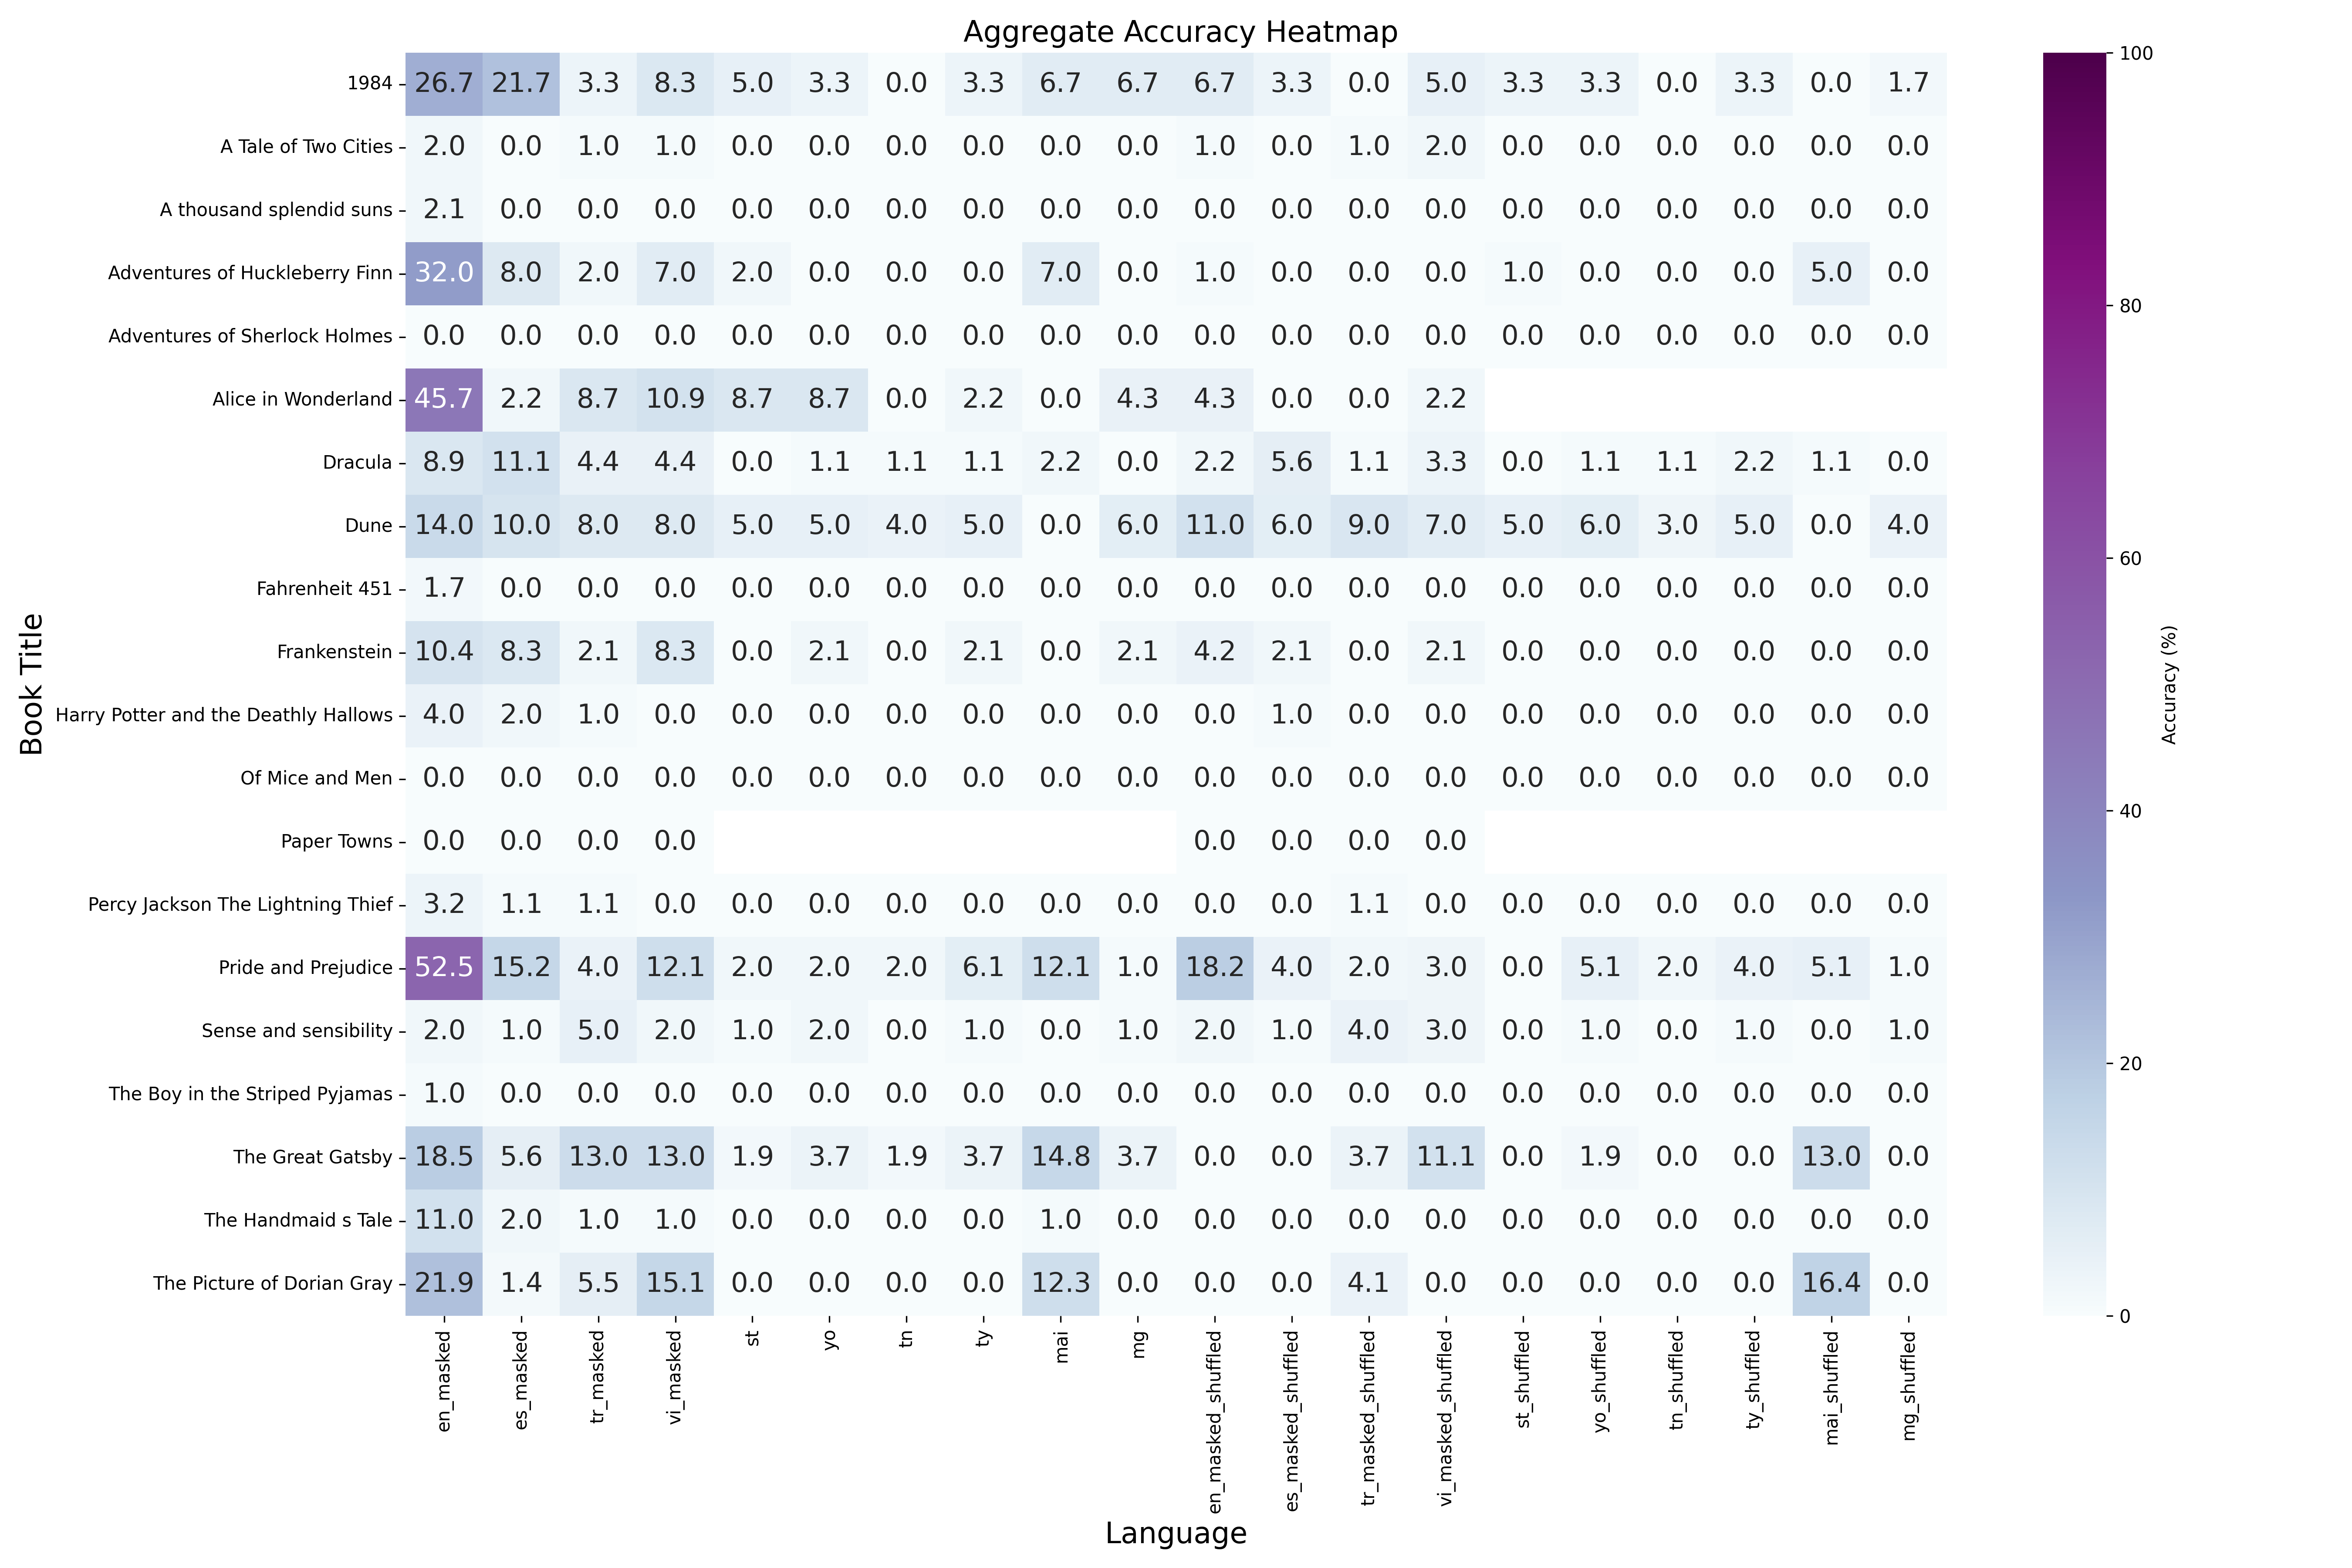 Aggregate Accuracy Heatmap
1984 26.7 21.7 3.3 8.3 5.0 3.3 0.0 3.3 6.7 6.7 6.7 3.3 0.0 5.0 3.3 3.3 0.0 3.3 0.0 1.7
A Tale of Two Cities 2.0 0.0 1.0 1.0 0.0 0.0 0.0 0.0 0.0 0.0 1.0 0.0 1.0 2.0 0.0 0.0 0.0 0.0 0.0 0.0
A thousand splendid suns 2.1 0.0 0.0 0.0 0.0 0.0 0.0 0.0 0.0 0.0 0.0 0.0 0.0 0.0 0.0 0.0 0.0 0.0 0.0 0.0
Adventures of Huckleberry Finn 32.0 8.0 2.0 7.0 2.0 0.0 0.0 0.0 7.0 0.0 1.0 0.0 0.0 0.0 1.0 0.0 0.0 0.0 5.0 0.0
Adventures of Sherlock Holmes 0.0 0.0 0.0 0.0 0.0 0.0 0.0 0.0 0.0 0.0 0.0 0.0 0.0 0.0 0.0 0.0 0.0 0.0 0.0 0.0
Alice in Wonderland 45.7 2.2 8.7 10.9 8.7 8.7 0.0 2.2 0.0 4.3 4.3 0.0 0.0 2.2
Dracula 8.9 11.1 4.4 4.4 0.0 1.1 1.1 1.1 2.2 0.0 2.2 5.6 1.1 3.3 0.0 1.1 1.1 2.2 1.1 0.0
Dune 14.0 10.0 8.0 8.0 5.0 5.0 4.0 5.0 0.0 6.0 11.0 6.0 9.0 7.0 5.0 6.0 3.0 5.0 0.0 4.0
Fahrenheit 451 1.7 0.0 0.0 0.0 0.0 0.0 0.0 0.0 0.0 0.0 0.0 0.0 0.0 0.0 0.0 0.0 0.0 0.0 0.0 0.0
Frankenstein 10.4 8.3 2.1 8.3 0.0 2.1 0.0 2.1 0.0 2.1 4.2 2.1 0.0 2.1 0.0 0.0 0.0 0.0 0.0 0.0
Harry Potter and the Deathly Hallows 4.0 2.0 1.0 0.0 0.0 0.0 0.0 0.0 0.0 0.0 0.0 1.0 0.0 0.0 0.0 0.0 0.0 0.0 0.0 0.0
Of Mice and Men 0.0 0.0 0.0 0.0 0.0 0.0 0.0 0.0 0.0 0.0 0.0 0.0 0.0 0.0 0.0 0.0 0.0 0.0 0.0 0.0
Paper Towns 0.0 0.0 0.0 0.0 0.0 0.0 0.0 0.0
Percy Jackson The Lightning Thief 3.2 1.1 1.1 0.0 0.0 0.0 0.0 0.0 0.0 0.0 0.0 0.0 1.1 0.0 0.0 0.0 0.0 0.0 0.0 0.0
Pride and Prejudice 52.5 15.2 4.0 12.1 2.0 2.0 2.0 6.1 12.1 1.0 18.2 4.0 2.0 3.0 0.0 5.1 2.0 4.0 5.1 1.0
Sense and sensibility 2.0 1.0 5.0 2.0 1.0 2.0 0.0 1.0 0.0 1.0 2.0 1.0 4.0 3.0 0.0 1.0 0.0 1.0 0.0 1.0
The Boy in the Striped Pyjamas 1.0 0.0 0.0 0.0 0.0 0.0 0.0 0.0 0.0 0.0 0.0 0.0 0.0 0.0 0.0 0.0 0.0 0.0 0.0 0.0
The Great Gatsby 18.5 5.6 13.0 13.0 1.9 3.7 1.9 3.7 14.8 3.7 0.0 0.0 3.7 11.1 0.0 1.9 0.0 0.0 13.0 0.0
The Handmaid s Tale 11.0 2.0 1.0 1.0 0.0 0.0 0.0 0.0 1.0 0.0 0.0 0.0 0.0 0.0 0.0 0.0 0.0 0.0 0.0 0.0
The Picture of Dorian Gray 21.9 1.4 5.5 15.1 0.0 0.0 0.0 0.0 12.3 0.0 0.0 0.0 4.1 0.0 0.0 0.0 0.0 0.0 16.4 0.0
Book Title
en_masked es_masked tr_masked vi_masked st yo tn ty mai mg en_masked_shuffled es_masked_shuffled tr_masked_shuffled vi_masked_shuffled st_shuffled yo_shuffled tn_shuffled ty_shuffled mai_shuffled mg_shuffled
Language
100
80
60
40
20
0
Accuracy (%)